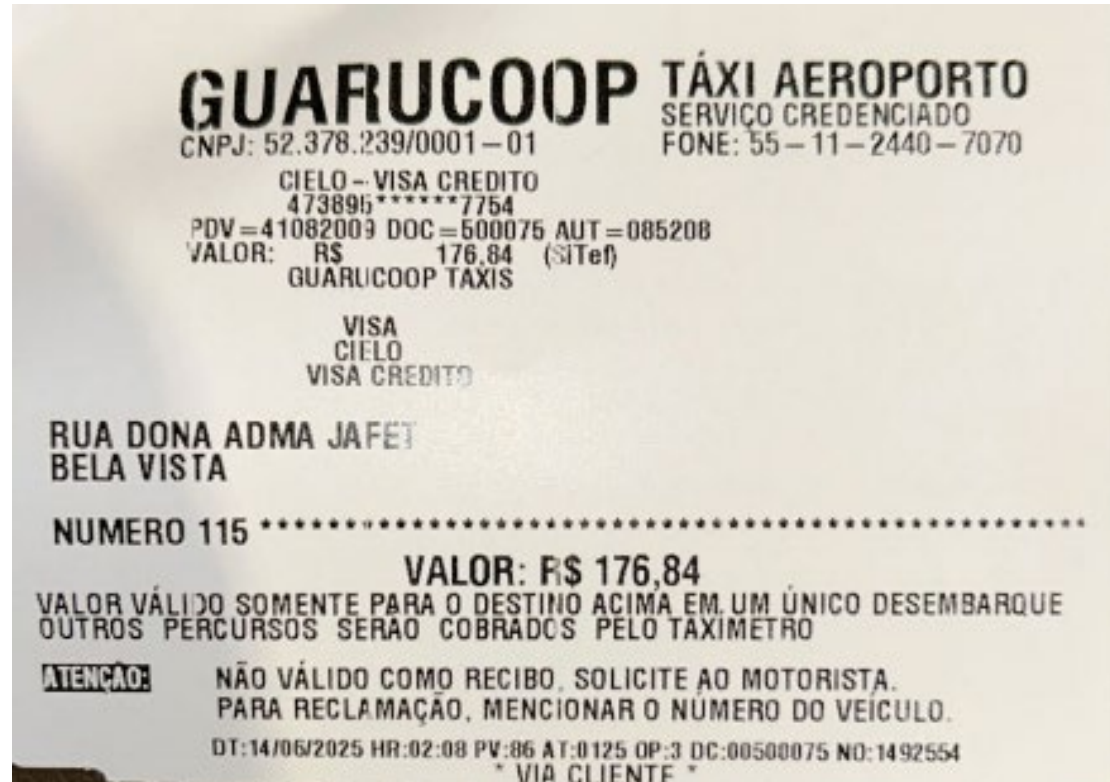 GUARUCOOP TÁXI AEROPORTO
SERVIÇO CREDENCIADO
CNPJ: 52.378.239/0001-01 FONE: 55-11-2440-7070
CIELO - VISA CREDITO
473895******7754
PDV=41082009 DOC=500075 AUT=085208
VALOR: R$ 176,84 (SiTef)
GUARUCOOP TAXIS
VISA
CIELO
VISA CREDITO
RUA DONA ADMA JAFET
BELA VISTA
NUMERO 115 ************************************************************
VALOR: R$ 176,84
VALOR VÁLIDO SOMENTE PARA O DESTINO ACIMA EM UM ÚNICO DESEMBARQUE
OUTROS PERCURSOS SERAO COBRADOS PELO TAXIMETRO
ATENÇÃO: NÃO VÁLIDO COMO RECIBO, SOLICITE AO MOTORISTA.
PARA RECLAMAÇÃO, MENCIONAR O NÚMERO DO VEÍCULO.
DT:14/06/2025 HR:02:08 PV:86 AT:0125 OP:3 DC:00500075 NO:1492554
* VIA CLIENTE *